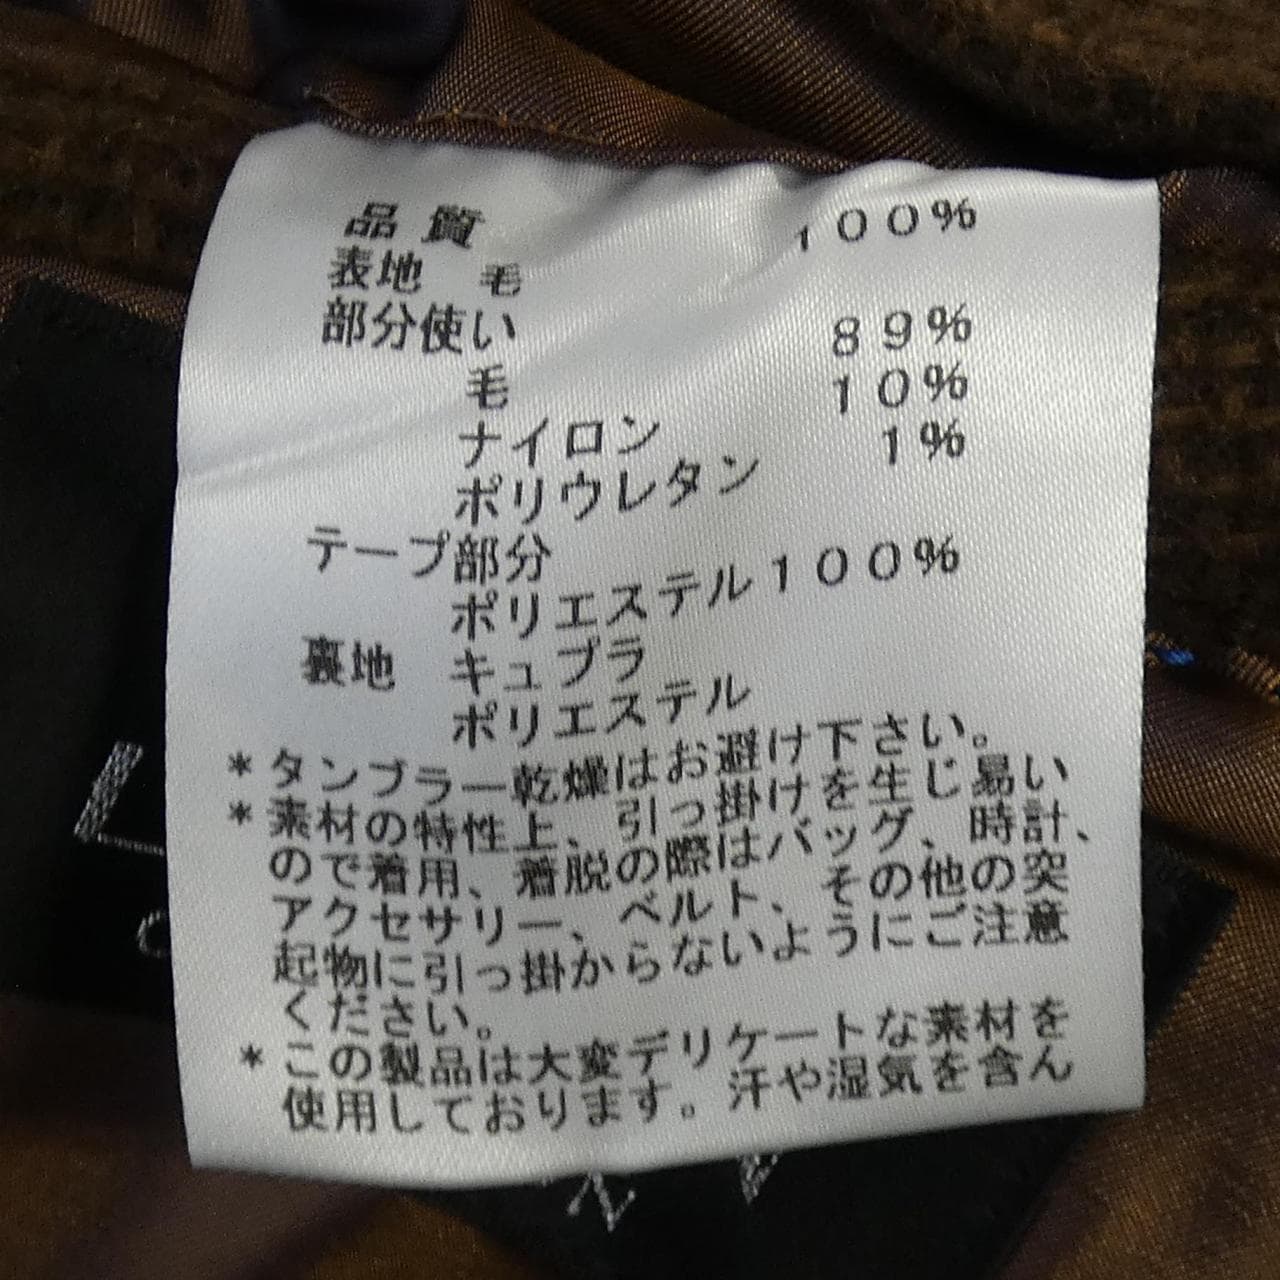 品質
表地 毛 100%
部分使い
毛 89%
ナイロン 10%
ポリウレタン 1%
テープ部分
ポリエステル100%
裏地 キュプラ
ポリエステル
*タンブラー乾燥はお避け下さい。
*素材の特性上、引っ掛けを生じ易い
ので着用、着脱の際はバッグ、時計、
アクセサリー、ベルト、その他の突
起物に引っ掛からないようにご注意
ください。
*この製品は大変デリケートな素材を
使用しております。汗や湿気を含ん